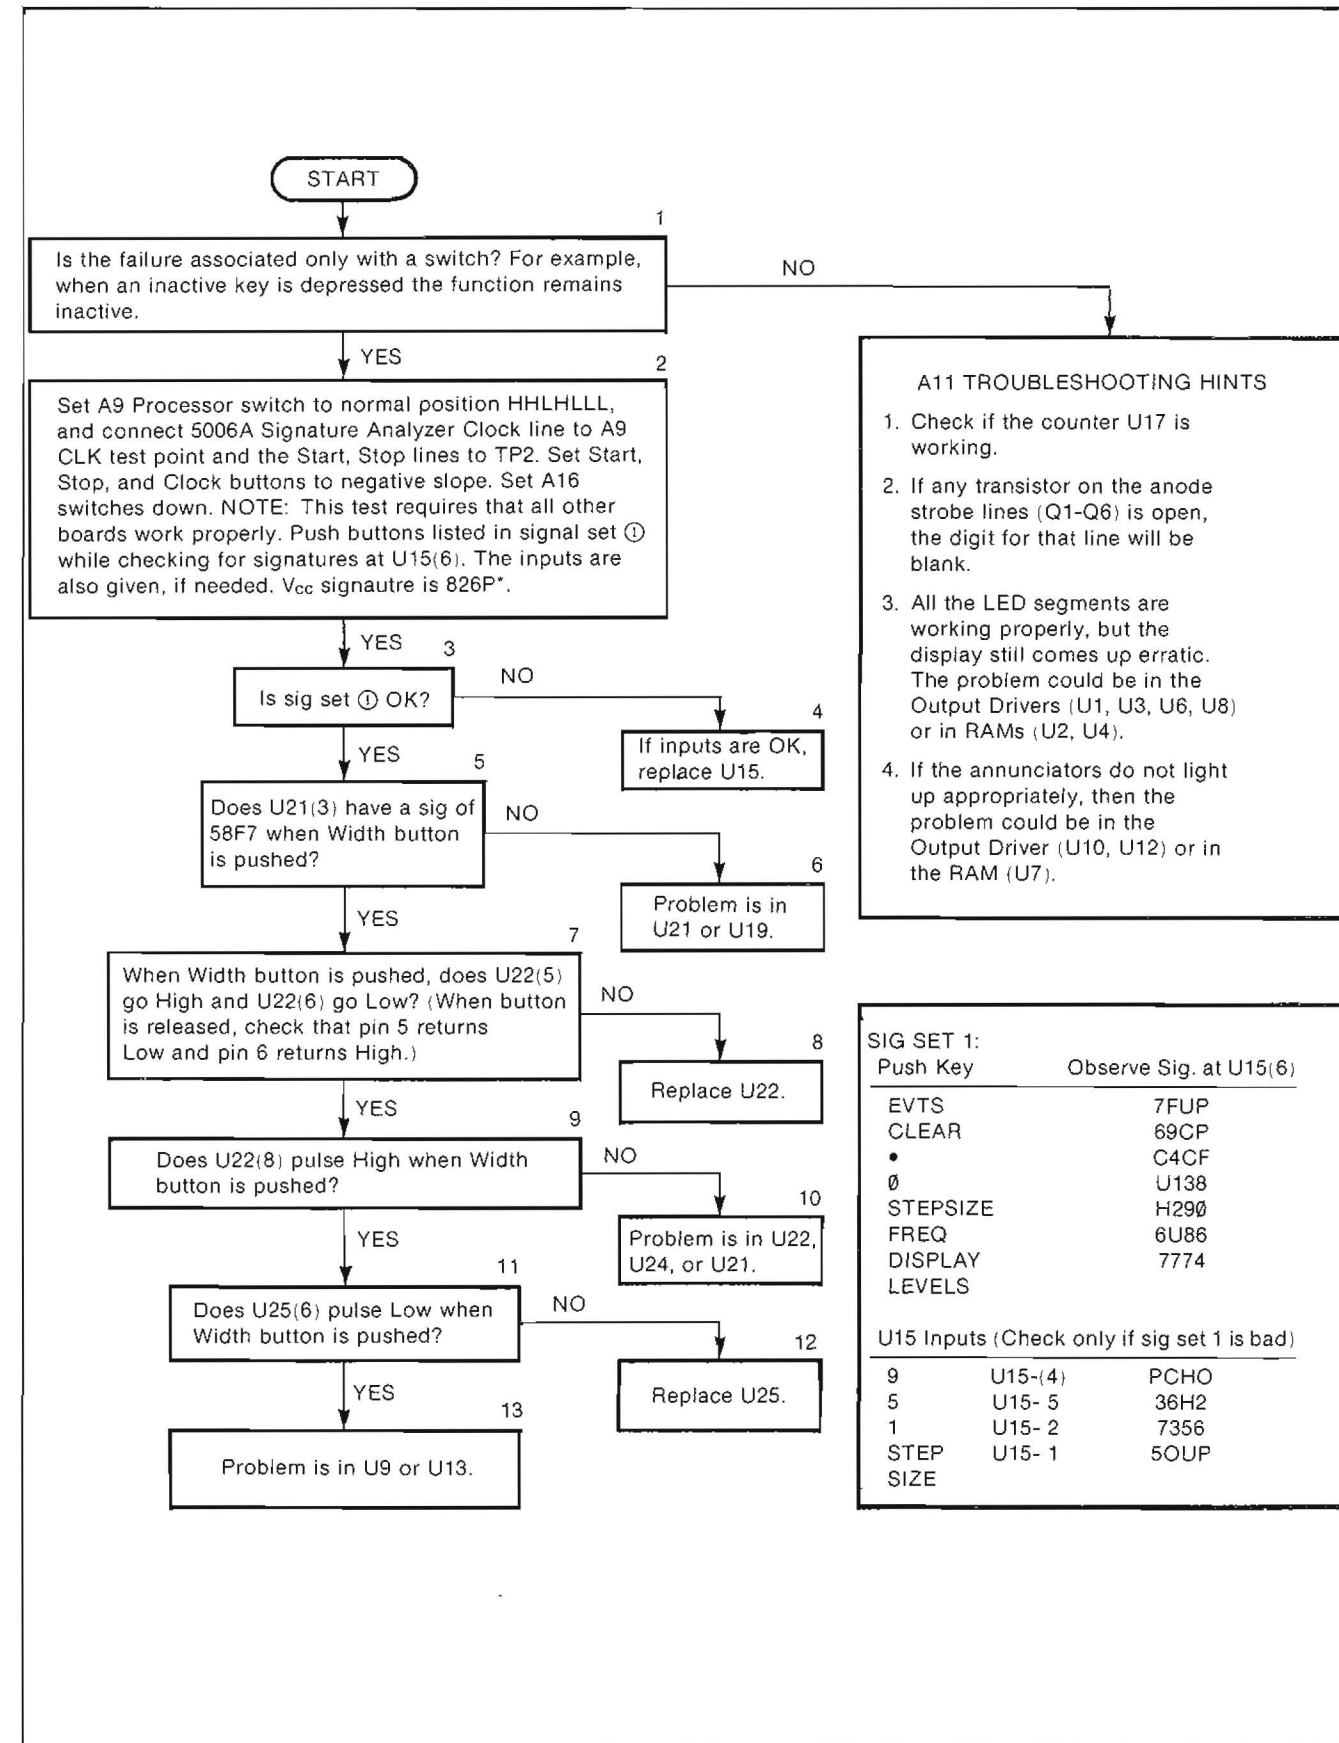 START
1
Is the failure associated only with a switch? For example,
when an inactive key is depressed the function remains
inactive.
NO
YES
2
Set A9 Processor switch to normal position HHLHLLL,
and connect 5006A Signature Analyzer Clock line to A9
CLK test point and the Start, Stop lines to TP2. Set Start,
Stop, and Clock buttons to negative slope. Set A16
switches down. NOTE: This test requires that all other
boards work properly. Push buttons listed in signal set ①
while checking for signatures at U15(6). The inputs are
also given, if needed. Vcc signautre is 826P*.
YES
3
Is sig set ① OK?
NO
4
If inputs are OK,
replace U15.
YES
5
Does U21(3) have a sig of
58F7 when Width button
is pushed?
NO
6
Problem is in
U21 or U19.
YES
7
When Width button is pushed, does U22(5)
go High and U22(6) go Low? (When button
is released, check that pin 5 returns
Low and pin 6 returns High.)
NO
8
Replace U22.
YES
9
Does U22(8) pulse High when Width
button is pushed?
NO
10
Problem is in U22,
U24, or U21.
YES
11
Does U25(6) pulse Low when
Width button is pushed?
NO
12
Replace U25.
YES
13
Problem is in U9 or U13.
A11 TROUBLESHOOTING HINTS
1. Check if the counter U17 is
working.
2. If any transistor on the anode
strobe lines (Q1-Q6) is open,
the digit for that line will be
blank.
3. All the LED segments are
working properly, but the
display still comes up erratic.
The problem could be in the
Output Drivers (U1, U3, U6, U8)
or in RAMs (U2, U4).
4. If the annunciators do not light
up appropriately, then the
problem could be in the
Output Driver (U10, U12) or in
the RAM (U7).
SIG SET 1:
Push Key Observe Sig. at U15(6)
EVTS 7FUP
CLEAR 69CP
• C4CF
Ø U138
STEPSIZE H29Ø
FREQ 6U86
DISPLAY 7774
LEVELS
U15 Inputs (Check only if sig set 1 is bad)
9 U15-(4) PCHO
5 U15- 5 36H2
1 U15- 2 7356
STEP U15- 1 5OUP
SIZE